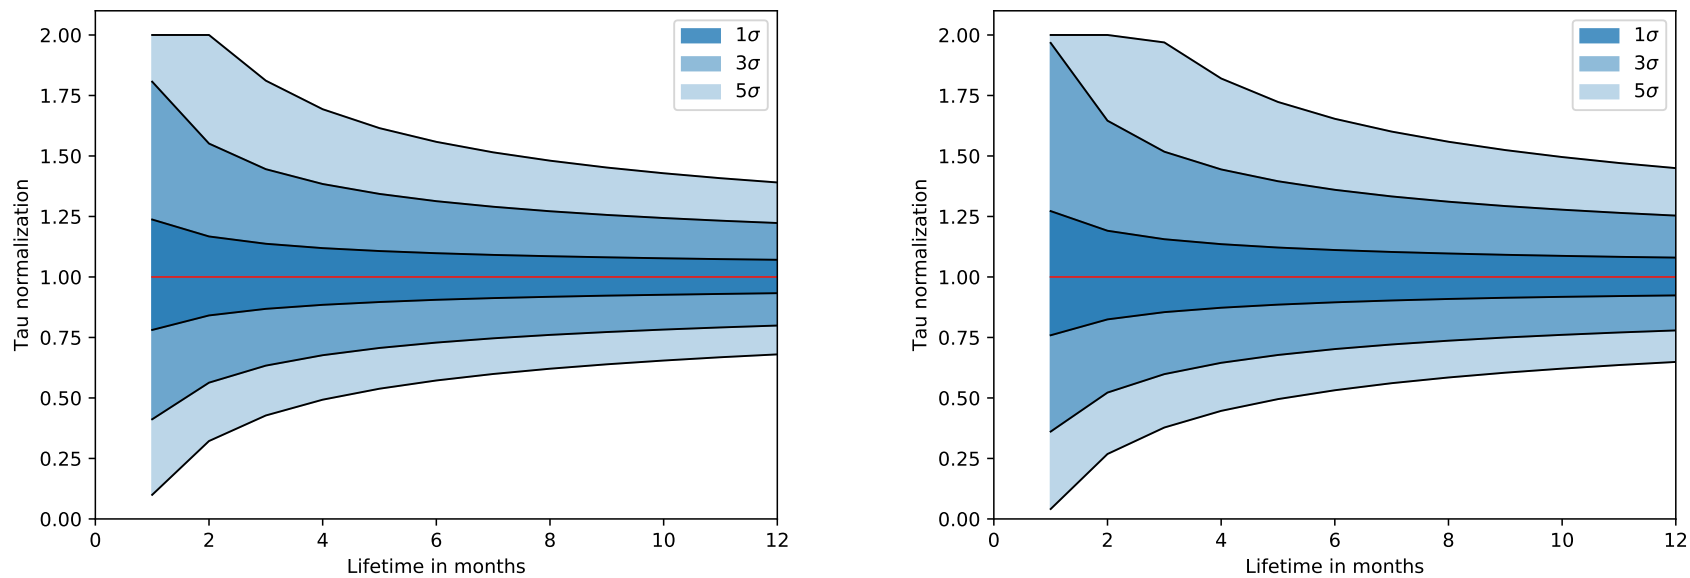 2.00
1.75
1.50
1.25
1.00
0.75
0.50
0.25
0.00
Tau normalization
0 2 4 6 8 10 12
Lifetime in months
1σ
3σ
5σ
2.00
1.75
1.50
1.25
1.00
0.75
0.50
0.25
0.00
Tau normalization
0 2 4 6 8 10 12
Lifetime in months
1σ
3σ
5σ